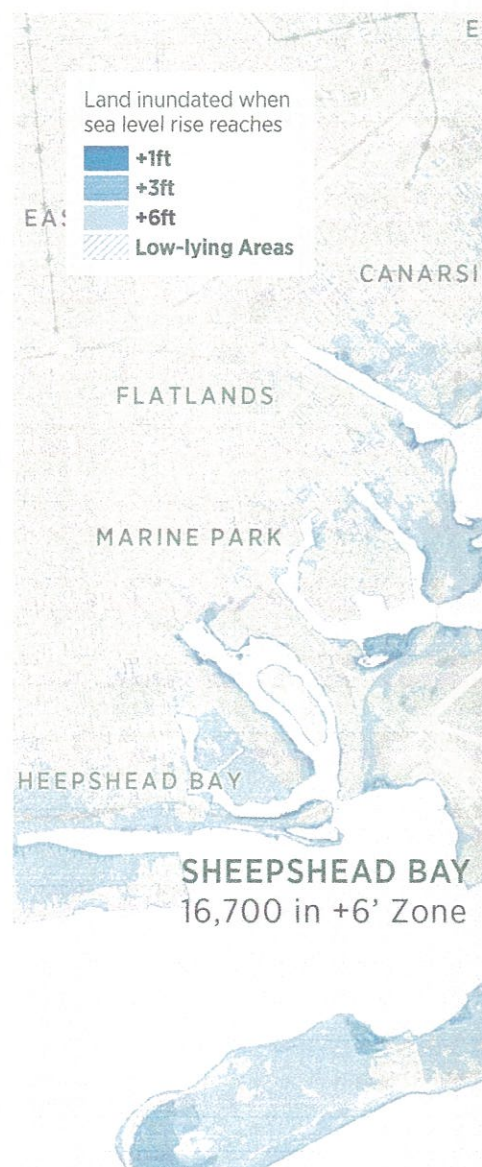 E
Land inundated when
sea level rise reaches
+1ft
+3ft
+6ft
Low-lying Areas
EAS
CANARSI
FLATLANDS
MARINE PARK
HEEPSHEAD BAY
SHEEPSHEAD BAY
16,700 in +6' Zone